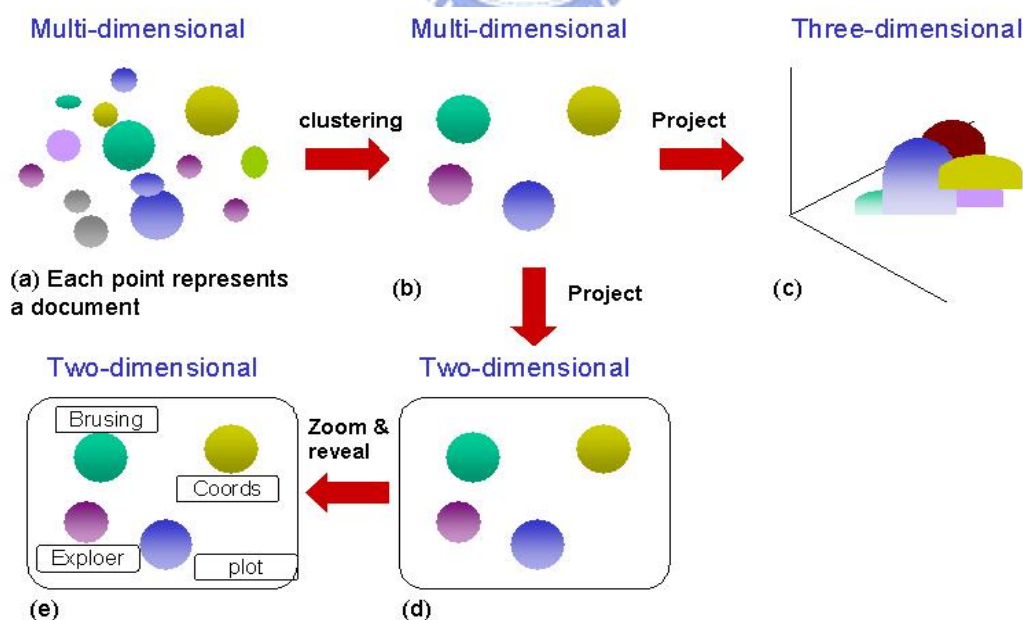 Multi-dimensional
Multi-dimensional
Three-dimensional
clustering
Project
(a) Each point represents
a document
(b)
Project
(c)
Two-dimensional
Two-dimensional
Brusing
Zoom &
reveal
Coords
Exploer
plot
(e)
(d)